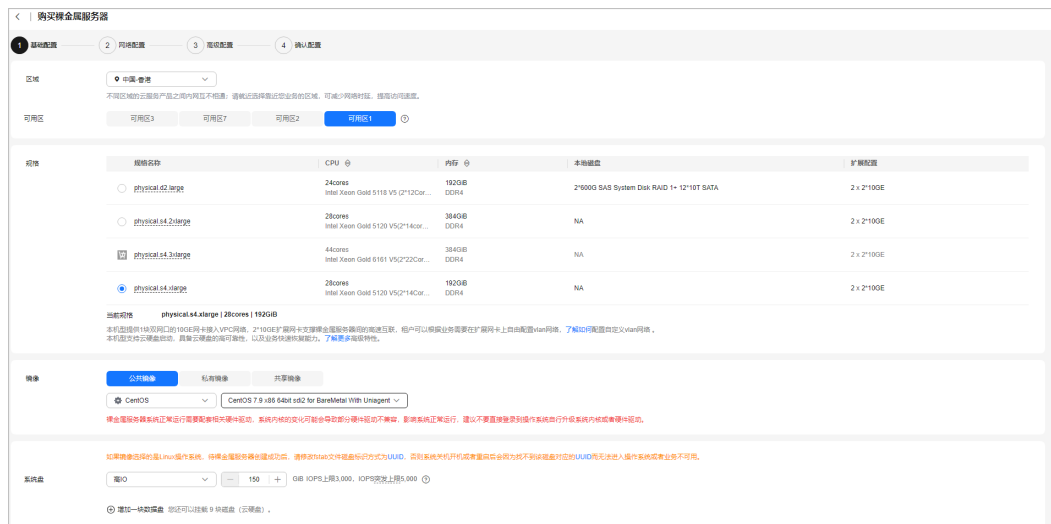 购买裸金属服务器
1 基础配置 2 网络配置 3 高级配置 4 确认配置
区域 中国-香港
不同区域的云服务产品之间内网互不相通；请就近选择靠近您业务的区域，可减少网络时延，提高访问速度。
可用区 可用区3 可用区7 可用区2 可用区1
规格 规格名称 CPU 内存 本地磁盘 扩展配置
physical.d2.large 24cores 192GiB 2*600G SAS System Disk RAID 1+ 12*10T SATA 2 x 2*10GE
Intel Xeon Gold 5118 V5 (2*12Cor... DDR4
physical.s4.2xlarge 28cores 384GiB NA 2 x 2*10GE
Intel Xeon Gold 5120 V5(2*14cor... DDR4
physical.s4.3xlarge 44cores 384GiB NA 2 x 2*10GE
Intel Xeon Gold 6161 V5(2*22Cor... DDR4
physical.s4.xlarge 28cores 192GiB NA 2 x 2*10GE
Intel Xeon Gold 5120 V5(2*14Cor... DDR4
当前规格 physical.s4.xlarge | 28cores | 192GiB
本机型提供1块双网口的10GE网卡接入VPC网络，2*10GE扩展网卡支撑裸金属服务器间的高速互联，租户可以根据业务需要在扩展网卡上自由配置vlan网络，了解如何配置自定义vlan网络 。
本机型支持云硬盘启动，具备云硬盘的高可靠性，以及业务快速恢复能力。了解更多高级特性。
镜像 公共镜像 私有镜像 共享镜像
CentOS CentOS 7.9 x86 64bit sdi2 for BareMetal With Uniagent
裸金属服务器系统正常运行需要配套相关硬件驱动，系统内核的变化可能会导致部分硬件驱动不兼容，影响系统正常运行，建议不要直接登录到操作系统自行升级系统内核或者硬件驱动。
如果镜像选择的是Linux操作系统，待裸金属服务器创建成功后，请修改fstab文件磁盘标识方式为UUID，否则系统关机开机或者重启后会因为找不到该磁盘对应的UUID而无法进入操作系统或者业务不可用。
系统盘 高IO 150 GiB IOPS上限3,000，IOPS突发上限5,000
增加一块数据盘 您还可以挂载 9 块磁盘（云硬盘）。